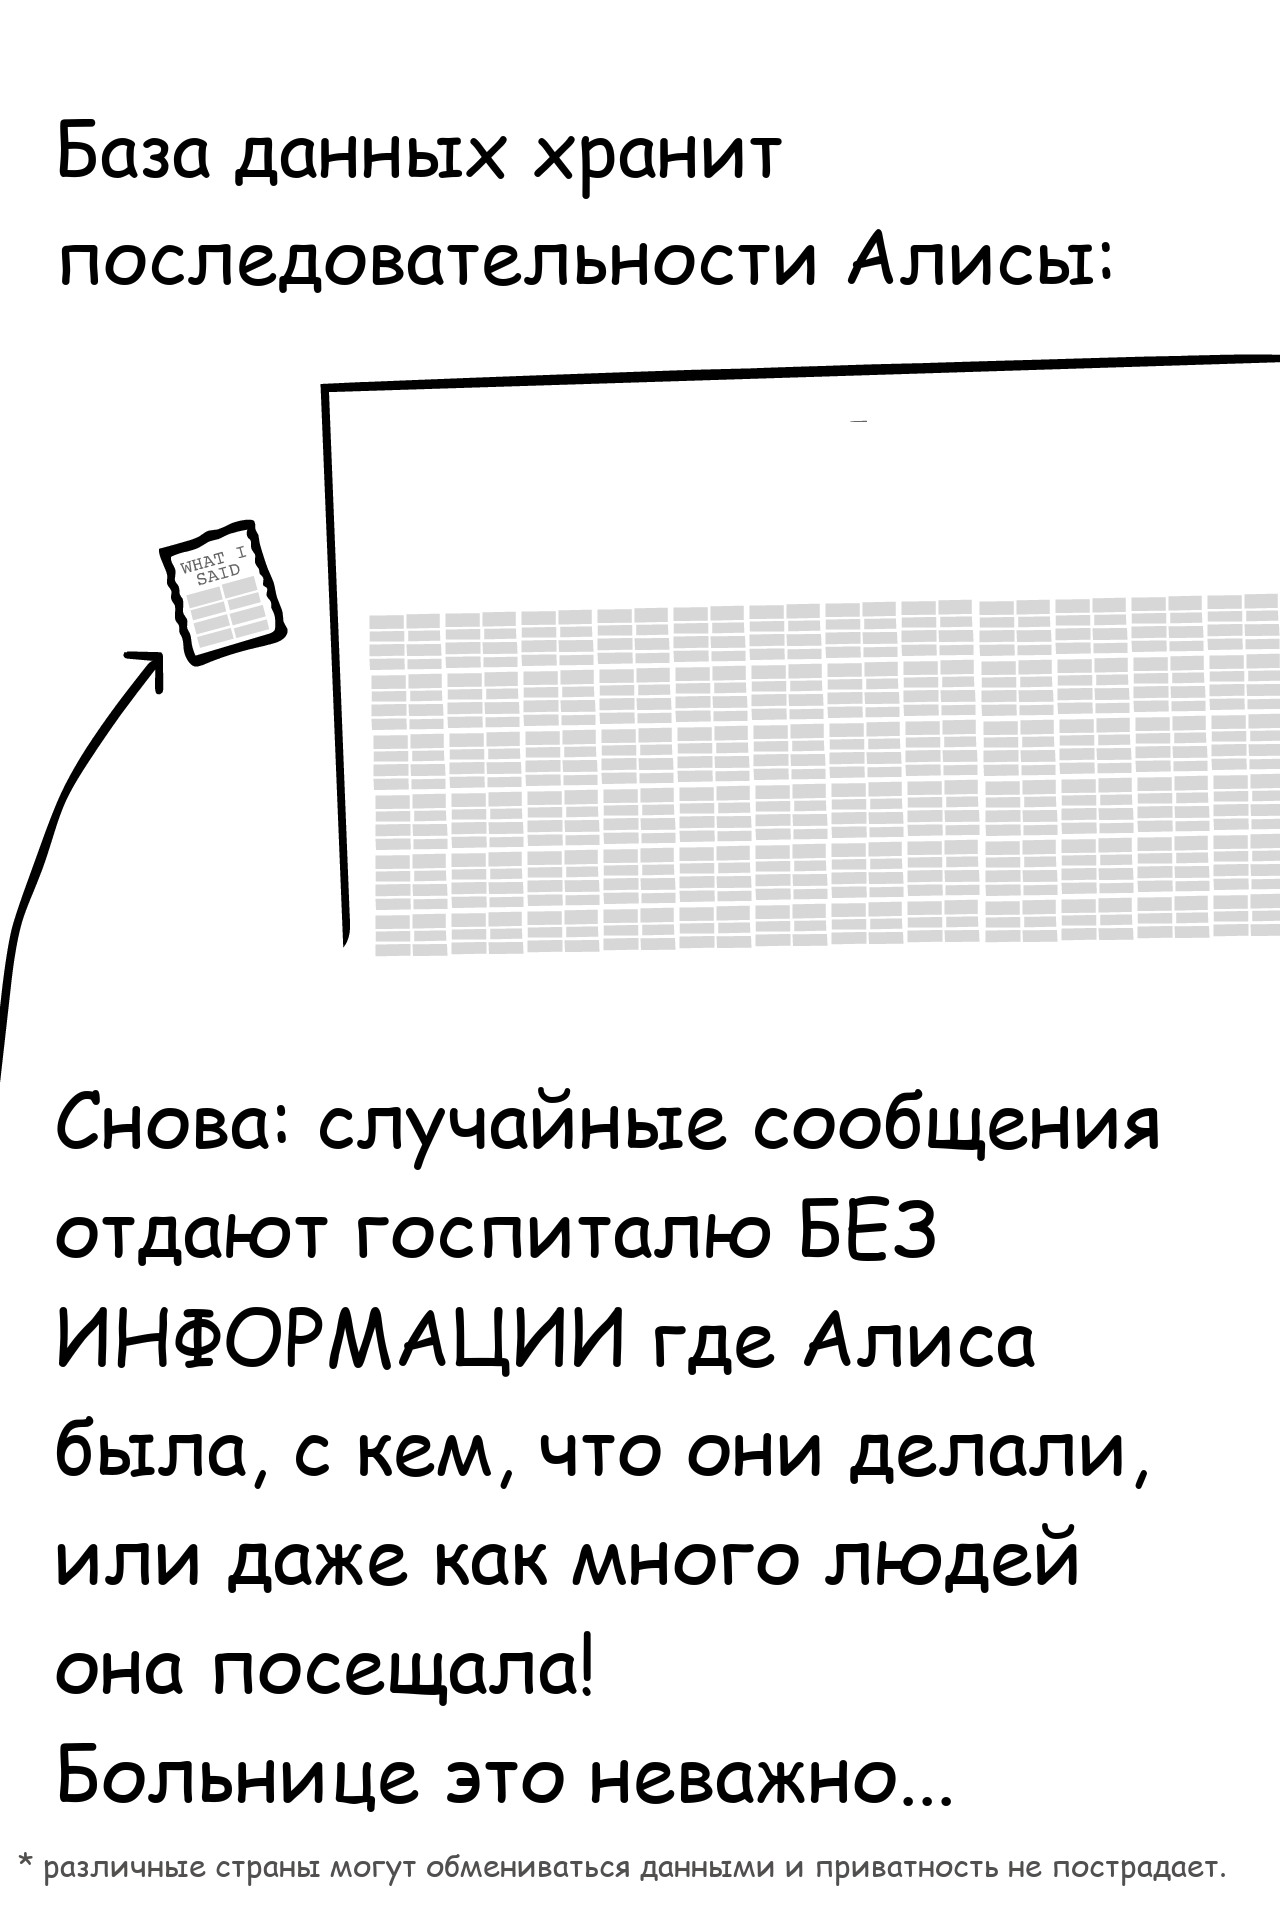 База данных хранит
последовательности Алисы:
WHAT I
SAID
Снова: случайные сообщения
отдают госпиталю БЕЗ
ИНФОРМАЦИИ где Алиса
была, с кем, что они делали,
или даже как много людей
она посещала!
Больнице это неважно...
* различные страны могут обмениваться данными и приватность не пострадает.